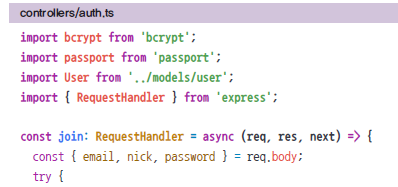 controllers/auth.ts
import bcrypt from 'bcrypt';
import passport from 'passport';
import User from '../models/user';
import { RequestHandler } from 'express';
const join: RequestHandler = async (req, res, next) => {
const { email, nick, password } = req.body;
try {